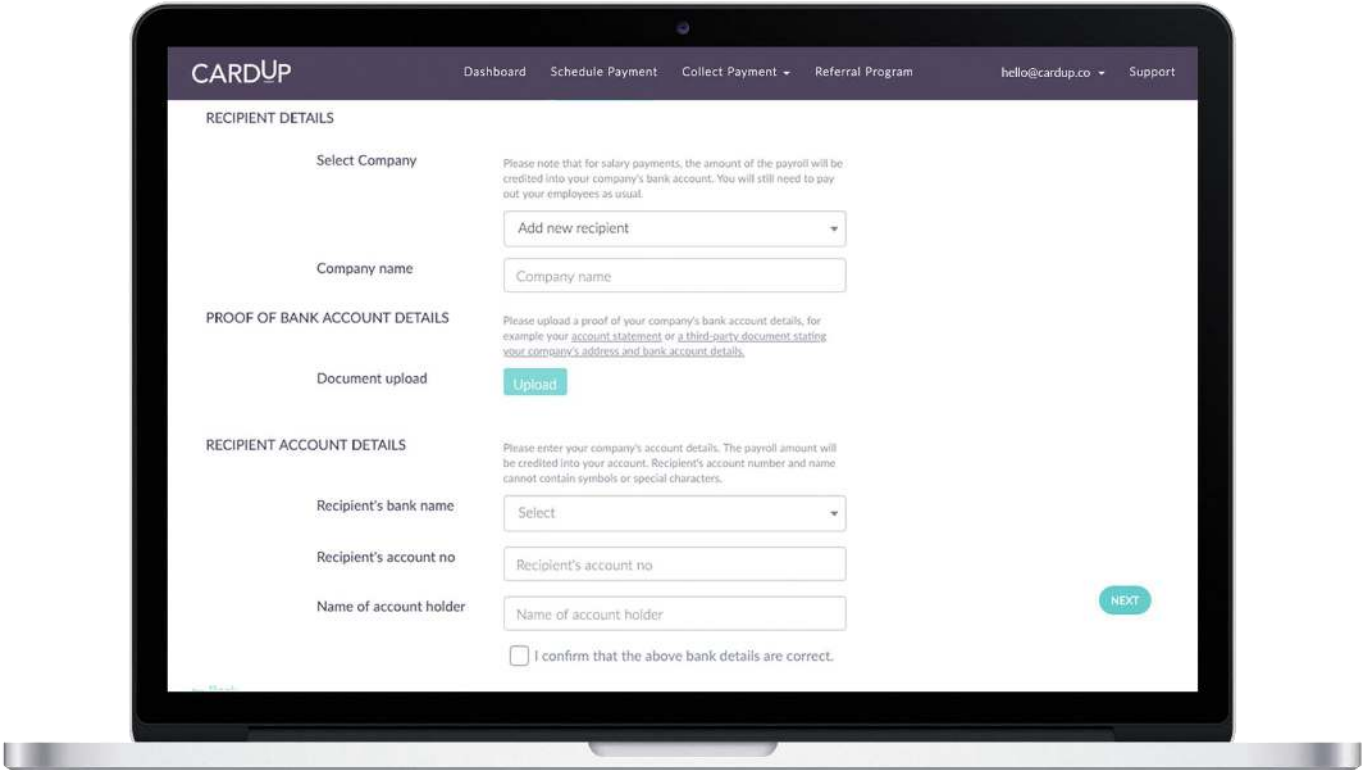 CARDUP
Dashboard
Schedule Payment
Collect Payment
Referral Program
hello@cardup.co
Support
RECIPIENT DETAILS
Select Company
Please note that for salary payments, the amount of the payroll will be
credited into your company's bank account. You will still need to pay
out your employees as usual.
Add new recipient
Company name
Company name
PROOF OF BANK ACCOUNT DETAILS
Please upload a proof of your company's bank account details, for
example your account statement or a third-party document stating
your company's address and bank account details.
Document upload
Upload
RECIPIENT ACCOUNT DETAILS
Please enter your company's account details. The payroll amount will
be credited into your account. Recipient's account number and name
cannot contain symbols or special characters.
Recipient's bank name
Select
Recipient's account no
Recipient's account no
Name of account holder
Name of account holder
NEXT
I confirm that the above bank details are correct.